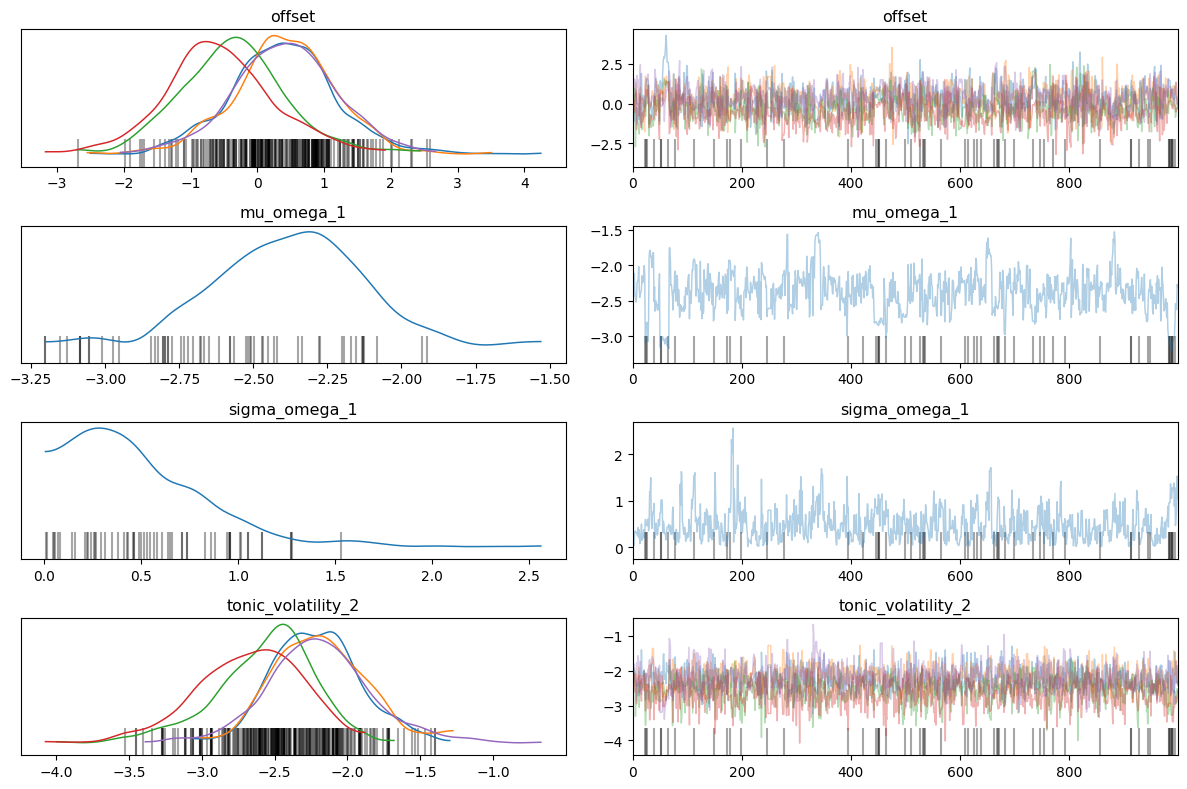 offset
offset
−3 −2 −1 0 1 2 3 4
2.5
0.0
−2.5
0 200 400 600 800
mu_omega_1
mu_omega_1
−3.25 −3.00 −2.75 −2.50 −2.25 −2.00 −1.75 −1.50
−1.5
−2.0
−2.5
−3.0
0 200 400 600 800
sigma_omega_1
sigma_omega_1
0.0 0.5 1.0 1.5 2.0 2.5
2
1
0
0 200 400 600 800
tonic_volatility_2
tonic_volatility_2
−4.0 −3.5 −3.0 −2.5 −2.0 −1.5 −1.0
−1
−2
−3
−4
0 200 400 600 800